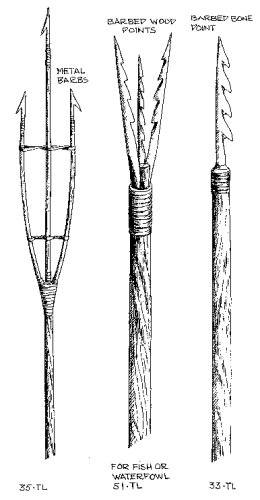 BARBED WOOD
POINTS
BARBED BONE
POINT
METAL
BARBS
FOR FISH OR
WATERFOWL
35-TL
51-TL
33-TL